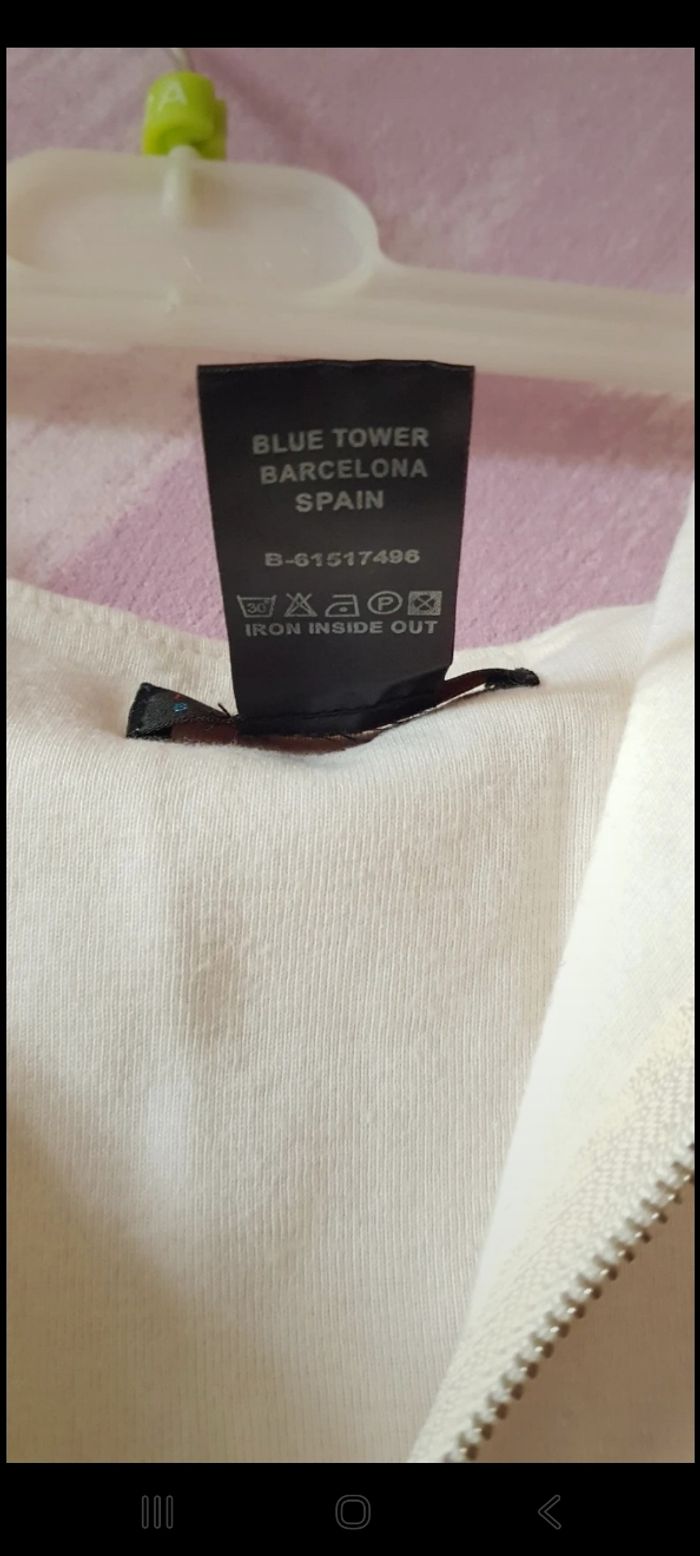 A
BLUE TOWER
BARCELONA
SPAIN
B-61517496
30°
P
IRON INSIDE OUT